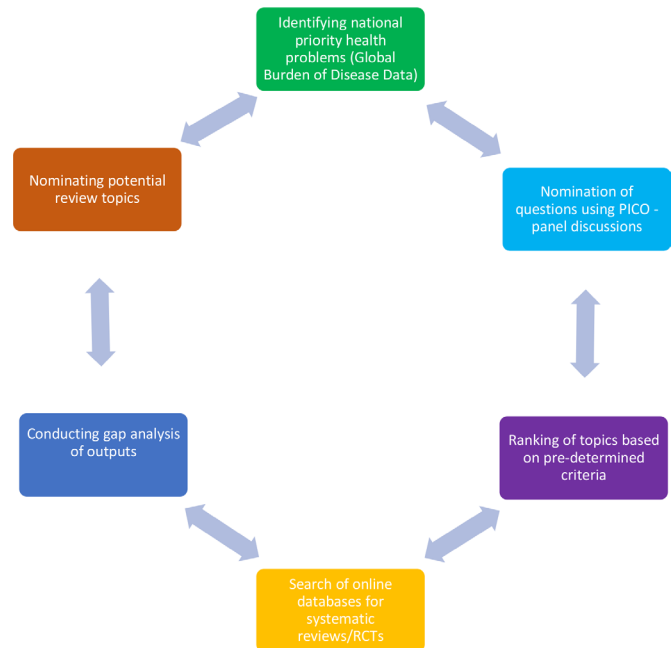 Identifying national
priority health
problems (Global
Burden of Disease Data)
Nominating potential
review topics
Nomination of
questions using PICO -
panel discussions
Conducting gap analysis
of outputs
Ranking of topics based
on pre-determined
criteria
Search of online
databases for
systematic
reviews/RCTs